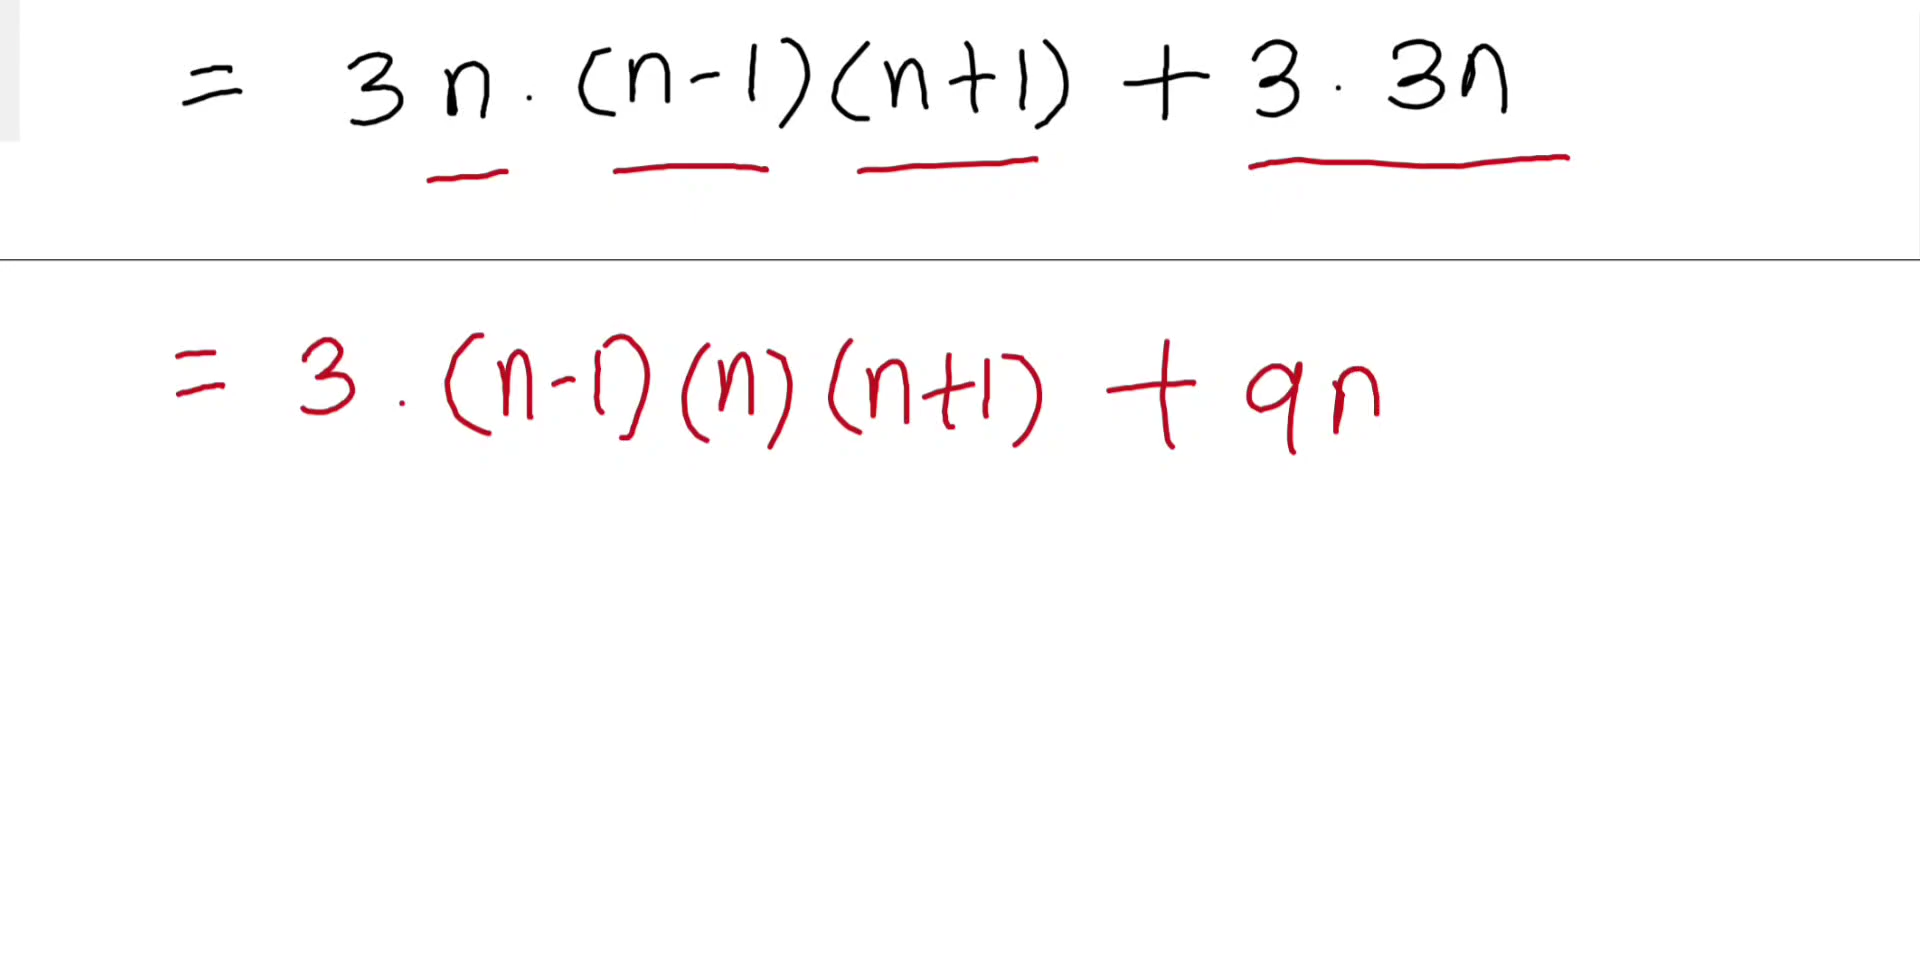 = 3n.(n-1)(n+1) + 3.3n
= 3.(n-1)(n)(n+1) + 9n